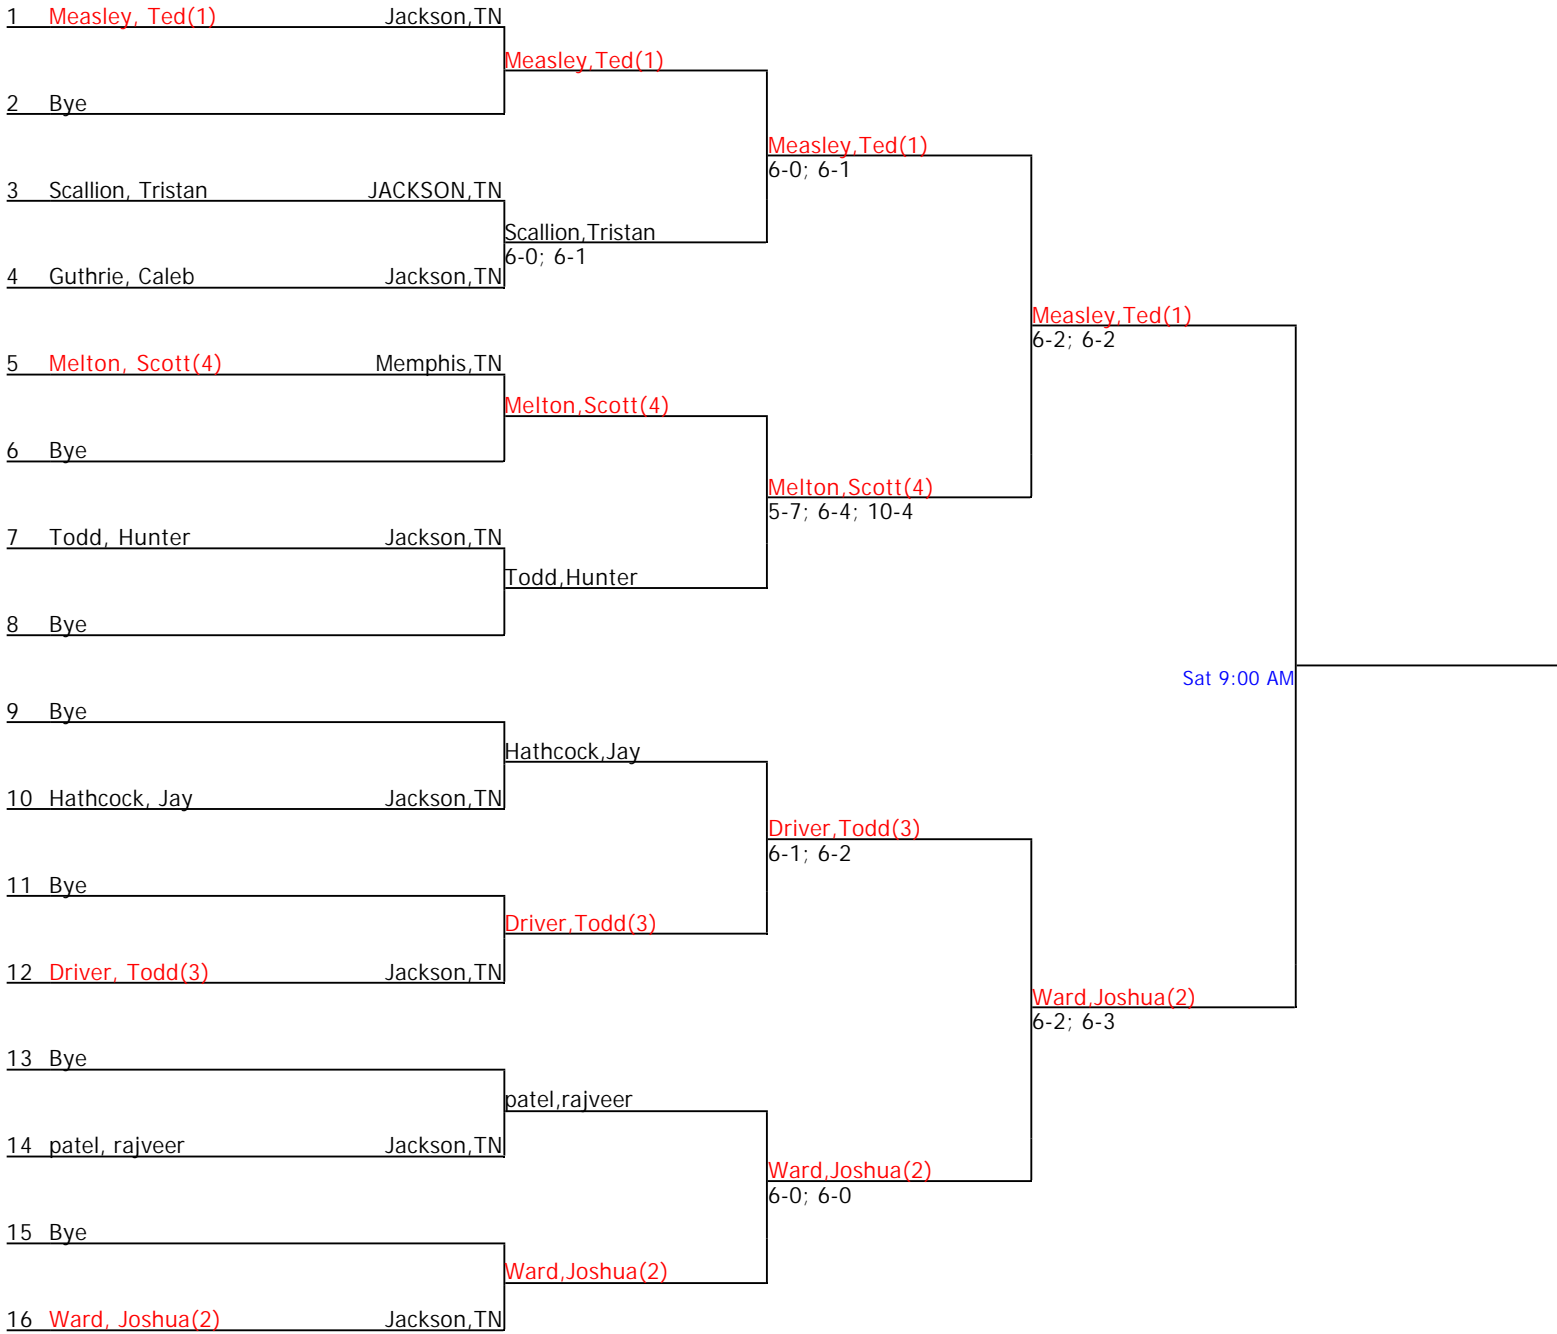 1 Measley, Ted(1) Jackson,TN
Measley,Ted(1)
2 Bye
Measley,Ted(1)
6-0; 6-1
3 Scallion, Tristan JACKSON,TN
Scallion,Tristan
6-0; 6-1
4 Guthrie, Caleb Jackson,TN
Measley,Ted(1)
6-2; 6-2
5 Melton, Scott(4) Memphis,TN
Melton,Scott(4)
6 Bye
Melton,Scott(4)
5-7; 6-4; 10-4
7 Todd, Hunter Jackson,TN
Todd,Hunter
8 Bye
Sat 9:00 AM
9 Bye
Hathcock,Jay
10 Hathcock, Jay Jackson,TN
Driver,Todd(3)
6-1; 6-2
11 Bye
Driver,Todd(3)
12 Driver, Todd(3) Jackson,TN
Ward,Joshua(2)
6-2; 6-3
13 Bye
patel,rajveer
14 patel, rajveer Jackson,TN
Ward,Joshua(2)
6-0; 6-0
15 Bye
Ward,Joshua(2)
16 Ward, Joshua(2) Jackson,TN